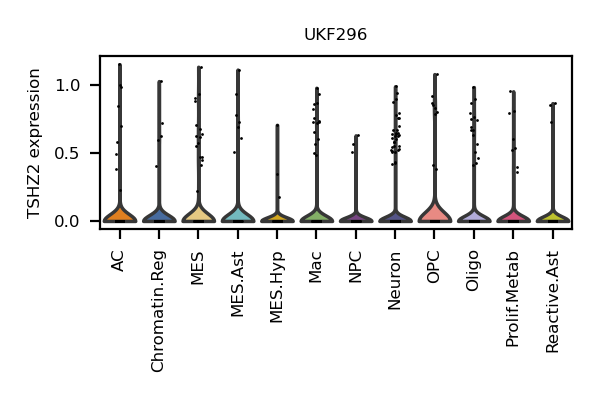 UKF296
TSHZ2 expression
1.0
0.5
0.0
AC
Chromatin.Reg
MES
MES.Ast
MES.Hyp
Mac
NPC
Neuron
OPC
Oligo
Prolif.Metab
Reactive.Ast